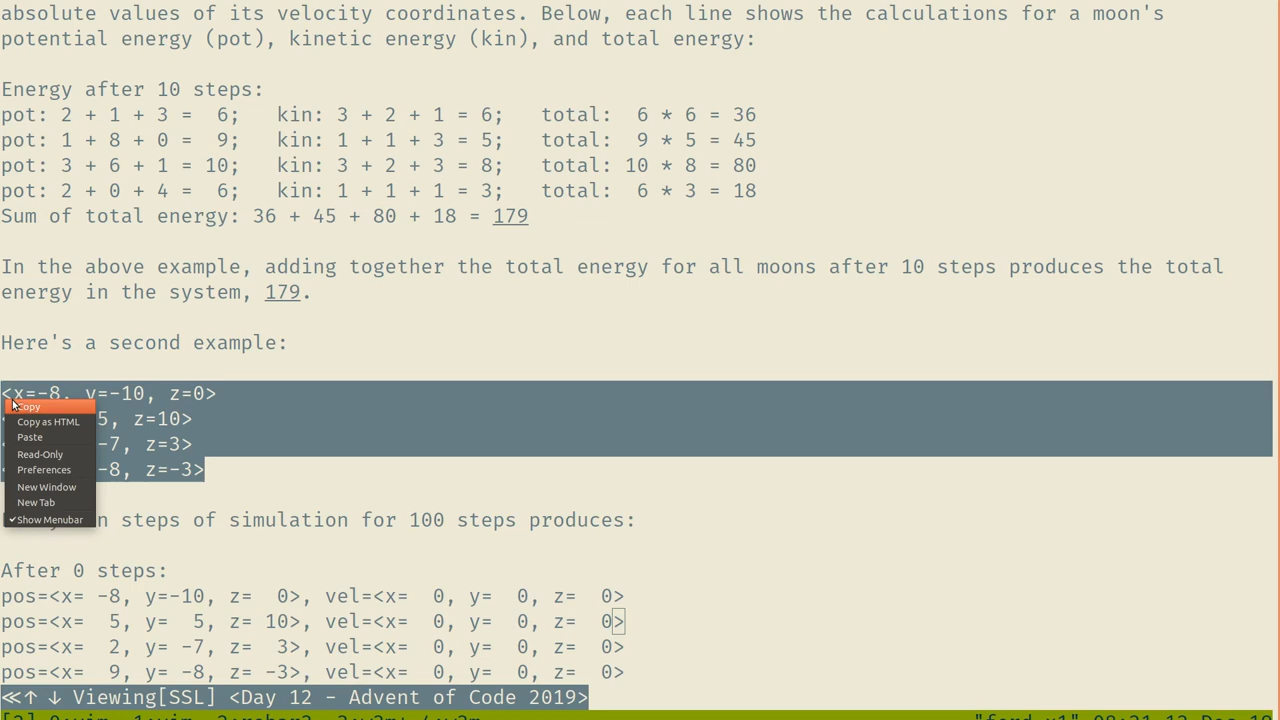 absolute values of its velocity coordinates. Below, each line shows the calculations for a moon's
potential energy (pot), kinetic energy (kin), and total energy:
Energy after 10 steps:
pot: 2 + 1 + 3 =  6;   kin: 3 + 2 + 1 = 6;   total:  6 * 6 = 36
pot: 1 + 8 + 0 =  9;   kin: 1 + 1 + 3 = 5;   total:  9 * 5 = 45
pot: 3 + 6 + 1 = 10;   kin: 3 + 2 + 3 = 8;   total: 10 * 8 = 80
pot: 2 + 0 + 4 =  6;   kin: 1 + 1 + 1 = 3;   total:  6 * 3 = 18
Sum of total energy: 36 + 45 + 80 + 18 = 179
In the above example, adding together the total energy for all moons after 10 steps produces the total
energy in the system, 179.
Here's a second example:
<x=-8, y=-10, z=0>
5, z=10>
-7, z=3>
-8, z=-3>
Copy
Copy as HTML
Paste
Read-Only
Preferences
New Window
New Tab
✓Show Menubar
steps of simulation for 100 steps produces:
After 0 steps:
pos=<x= -8, y=-10, z=  0>, vel=<x=  0, y=  0, z=  0>
pos=<x=  5, y=  5, z= 10>, vel=<x=  0, y=  0, z=  0>
pos=<x=  2, y= -7, z=  3>, vel=<x=  0, y=  0, z=  0>
pos=<x=  9, y= -8, z= -3>, vel=<x=  0, y=  0, z=  0>
≪↑ ↓ Viewing[SSL] <Day 12 - Advent of Code 2019>